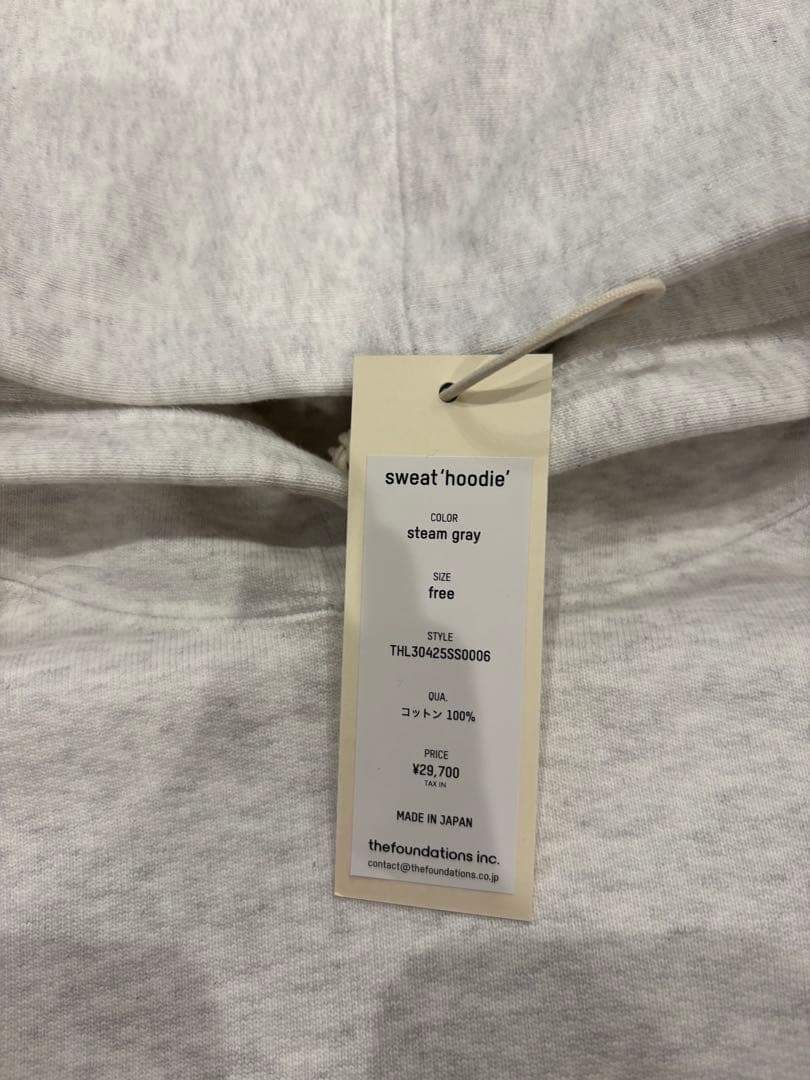 sweat‘hoodie’
COLOR
steam gray
SIZE
free
STYLE
THL30425SS0006
QUA.
コットン 100%
PRICE
¥29,700
TAX IN
MADE IN JAPAN
thefoundations inc.
contact@thefoundations.co.jp